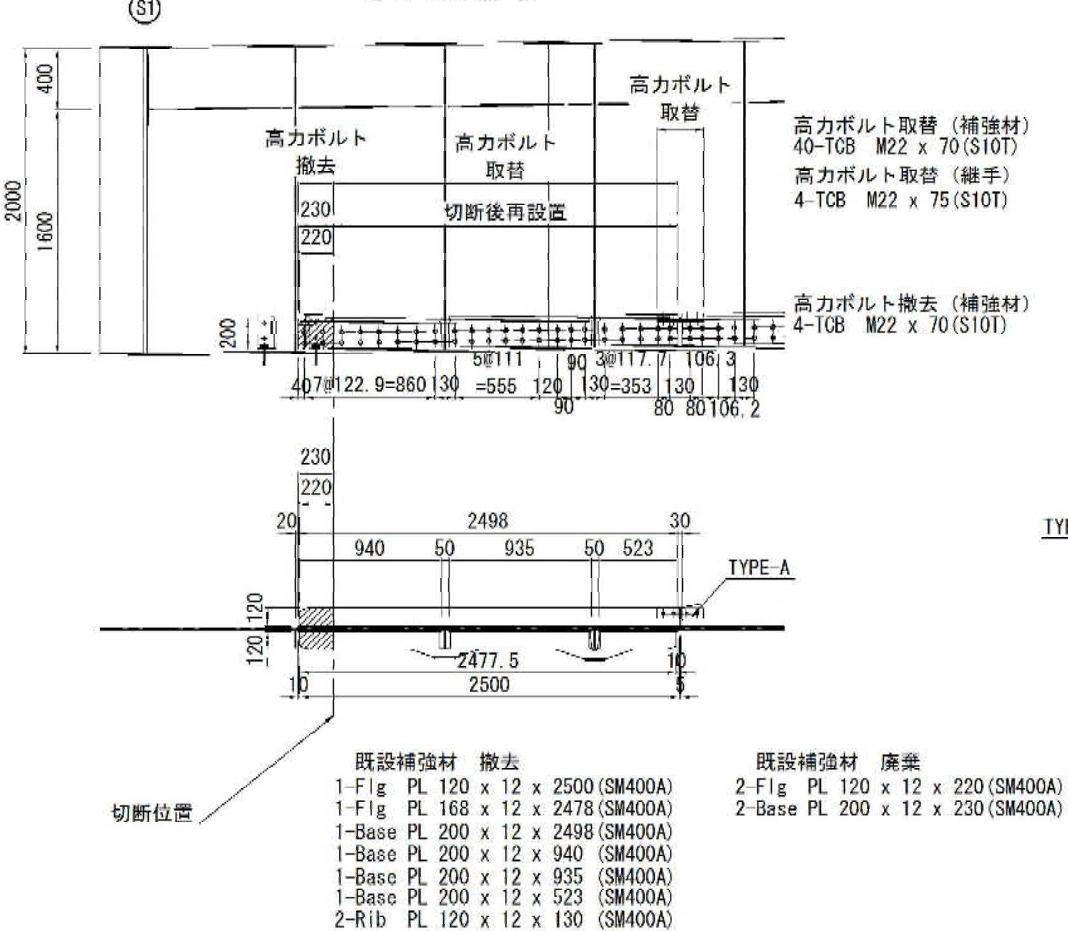 S1
400
2000
1600
高力ボルト
撤去
高力ボルト
取替
高力ボルト
取替
230
切断後再設置
220
200
高力ボルト取替 (補強材)
40-TCB M22 x 70(S10T)
高力ボルト取替 (継手)
4-TCB M22 x 75(S10T)
高力ボルト撤去 (補強材)
4-TCB M22 x 70(S10T)
5@111 90 3@117.7 106.3
40 7@122.9=860 130 =555 120 130 =353 130 130
90 80 80 106.2
230
220
20 2498 30
940 50 935 50 523
TYPE-A
120
120
2477.5 10
10 2500 5
切断位置
既設補強材 撤去
1-Flg PL 120 x 12 x 2500(SM400A)
1-Flg PL 168 x 12 x 2478(SM400A)
1-Base PL 200 x 12 x 2498(SM400A)
1-Base PL 200 x 12 x 940 (SM400A)
1-Base PL 200 x 12 x 935 (SM400A)
1-Base PL 200 x 12 x 523 (SM400A)
2-Rib PL 120 x 12 x 130 (SM400A)
既設補強材 廃棄
2-Flg PL 120 x 12 x 220(SM400A)
2-Base PL 200 x 12 x 230(SM400A)